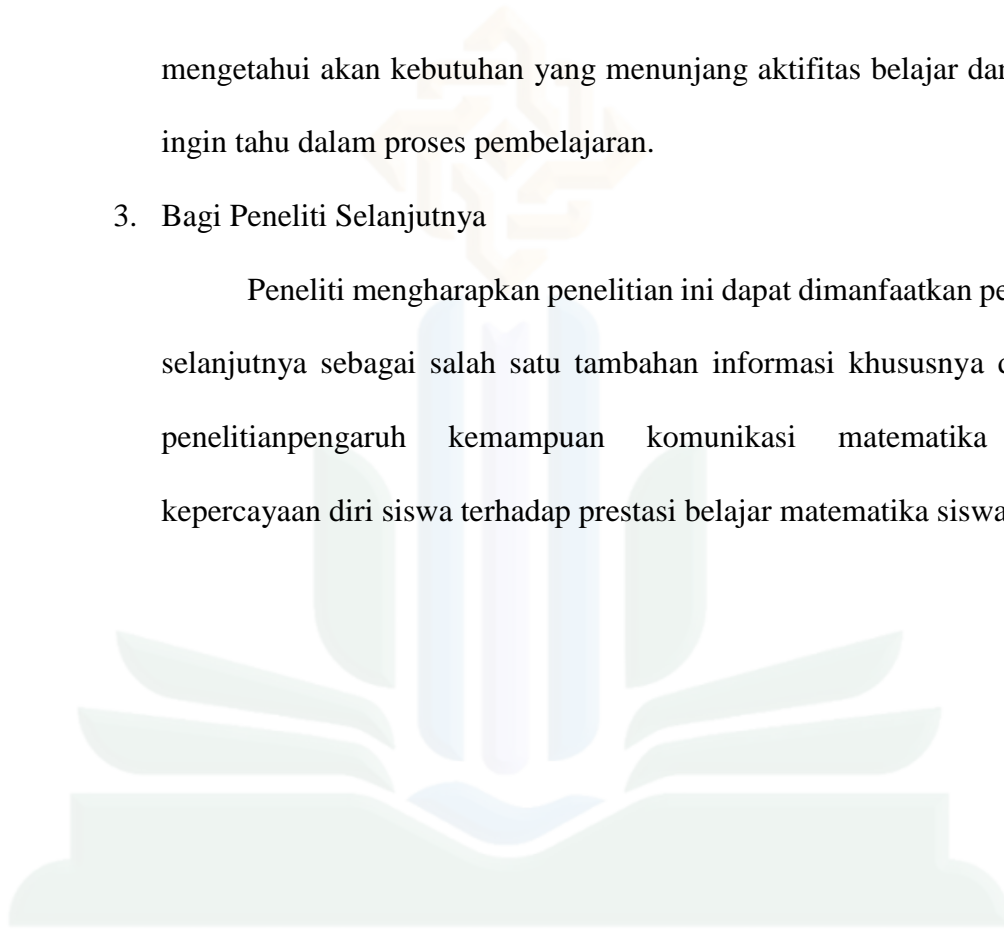 mengetahui akan kebutuhan yang menunjang aktifitas belajar
ingin tahu dalam proses pembelajaran.
3. Bagi Peneliti Selanjutnya
Peneliti mengharapkan penelitian ini dapat dimanfaatkan
selanjutnya sebagai salah satu tambahan informasi khususnya
penelitianpengaruh kemampuan komunikasi matematika
kepercayaan diri siswa terhadap prestasi belajar matematika siswa